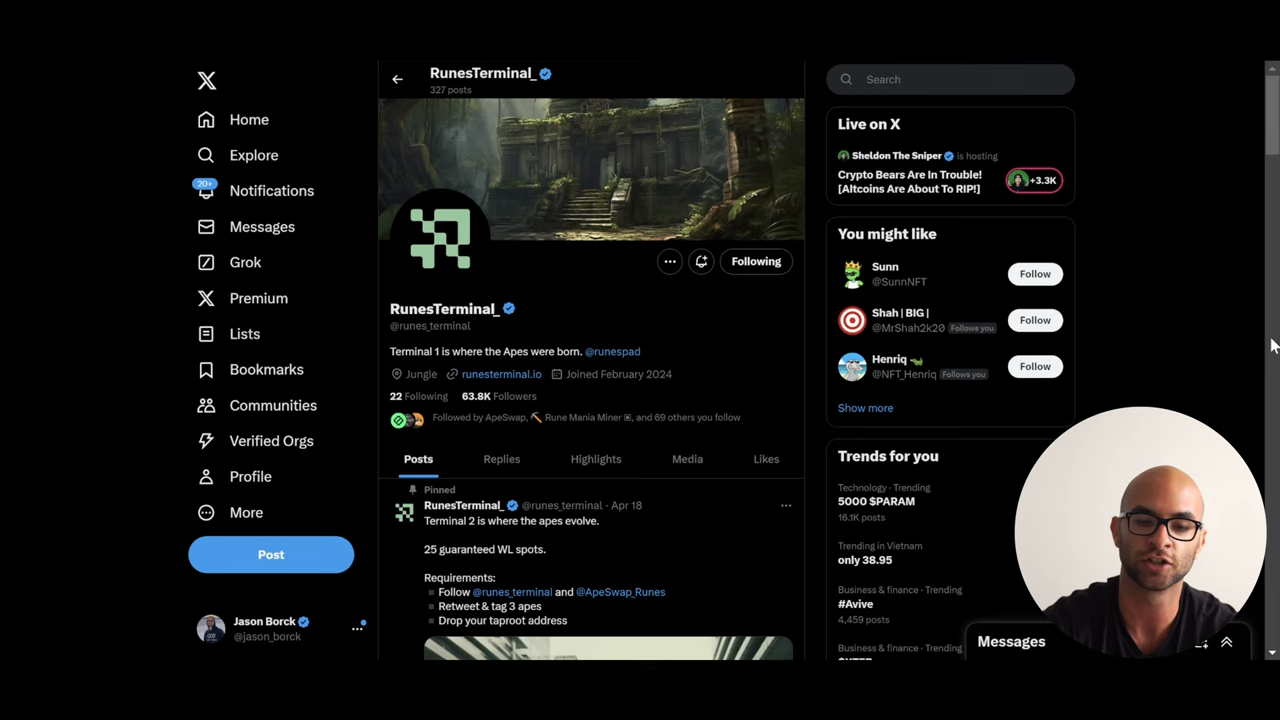 Home
Explore
20+
Notifications
Messages
Grok
Premium
Lists
Bookmarks
Communities
Verified Orgs
Profile
More
Post
Jason Borck
@jason_borck
RunesTerminal_
327 posts
Following
RunesTerminal_
@runes_terminal
Terminal 1 is where the Apes were born. @runespad
Jungle runesterminal.io Joined February 2024
22 Following 63.8K Followers
Followed by ApeSwap, Rune Mania Miner, and 69 others you follow
Posts Replies Highlights Media Likes
Pinned
RunesTerminal_ @runes_terminal · Apr 18
Terminal 2 is where the apes evolve.
25 guaranteed WL spots.
Requirements:
Follow @runes_terminal and @ApeSwap_Runes
Retweet & tag 3 apes
Drop your taproot address
Search
Live on X
Sheldon The Sniper is hosting
Crypto Bears Are In Trouble!
[Altcoins Are About To RIP!]
+3.3K
You might like
Sunn
@SunnNFT
Follow
Shah | BIG |
@MrShah2k20 Follows you
Follow
Henriq
@NFT_Henriq Follows you
Follow
Show more
Trends for you
Technology · Trending
5000 $PARAM
16.1K posts
Trending in Vietnam
only 38.95
Business & finance · Trending
#Avive
4,459 posts
Business & finance · Trending
Messages